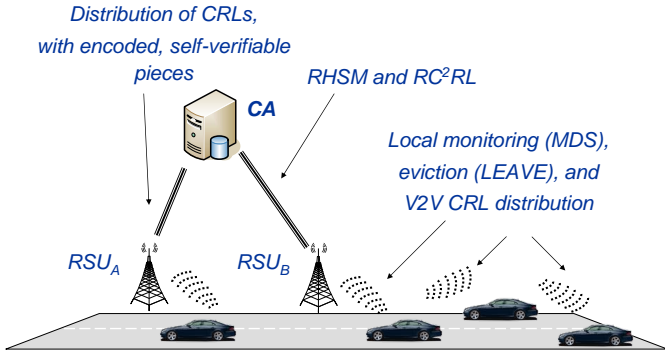 Distribution of CRLs,
with encoded, self-verifiable
pieces
RHSM and RC²RL
CA
Local monitoring (MDS),
eviction (LEAVE), and
V2V CRL distribution
RSU_A
RSU_B